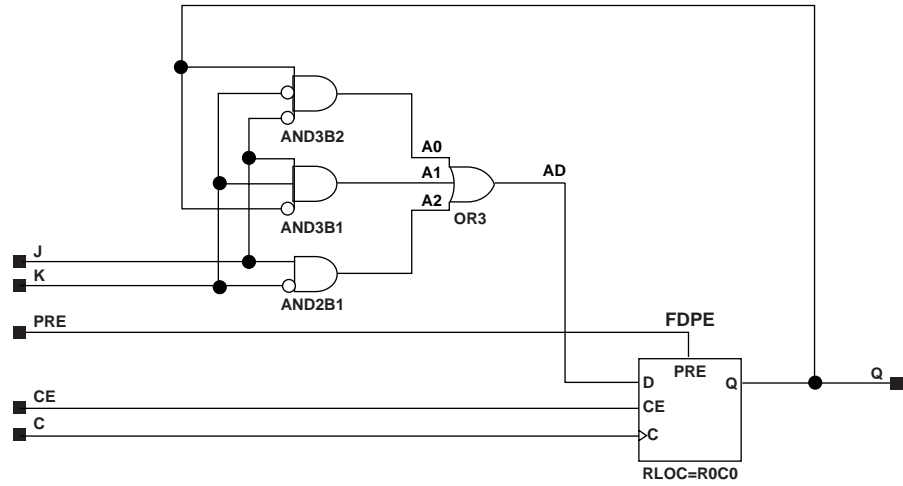 AND3B2
A0
A1
AD
A2
OR3
AND3B1
J
K
AND2B1
PRE
FDPE
PRE
D
Q
Q
CE
CE
C
C
RLOC=R0C0